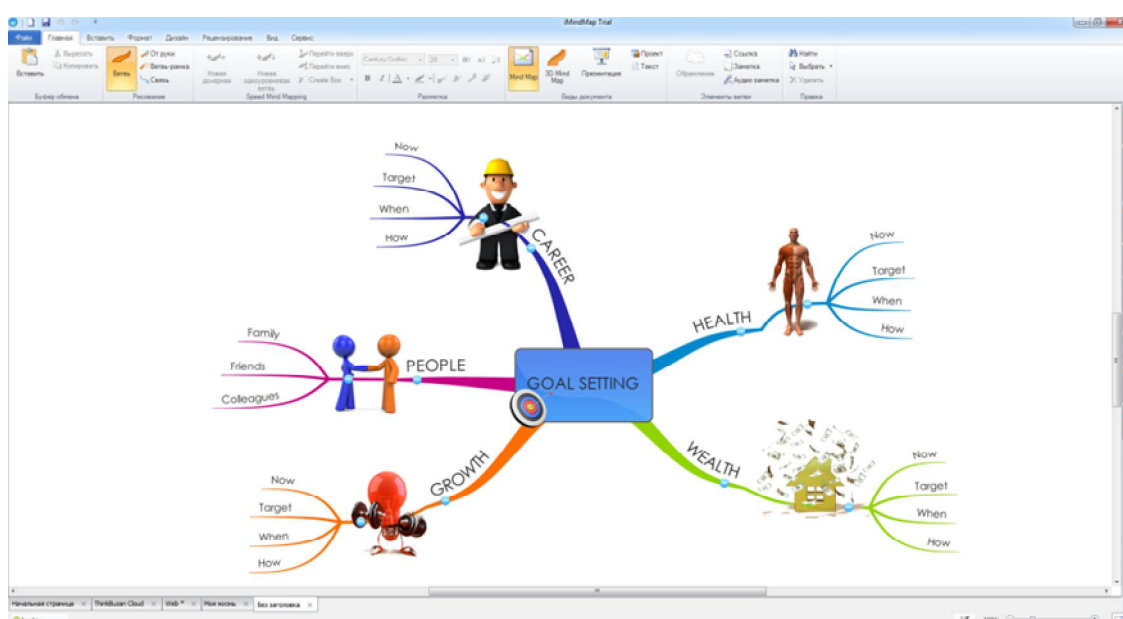 iMindMap Trial
Файл Главная Вставить Формат Дизайн Рецензирование Вид Сервис
Вставить
Вырезать
Копировать
Буфер обмена
Ветвь
От руки
Ветвь-рамка
Связь
Рисование
Новая дочерняя
Новая одноуровневая ветвь
Перейти вверх
Перейти вниз
Create Box
Speed Mind Mapping
Century Gothic 20
Разметка
Mind Map
3D Mind Map
Презентация
Проект
Текст
Виды документа
Обрамление
Ссылка
Заметка
Аудио заметка
Элементы ветви
Найти
Выбрать
Удалить
Правка
GOAL SETTING
CAREER
Now
Target
When
How
HEALTH
Now
Target
When
How
PEOPLE
Family
Friends
Colleagues
GROWTH
Now
Target
When
How
WEALTH
Now
Target
When
How
Начальная страница ThinkBuzan Cloud Web * Моя жизнь Без заголовка